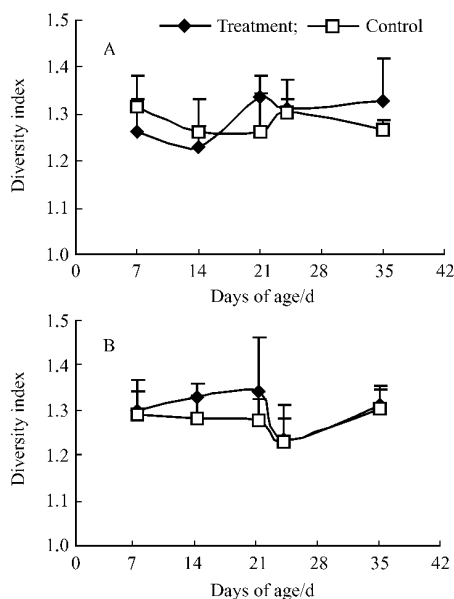 Treatment; Control
A
1.5
1.4
1.3
1.2
1.1
1.0
Diversity index
0 7 14 21 28 35 42
Days of age/d
B
1.5
1.4
1.3
1.2
1.1
1.0
Diversity index
0 7 14 21 28 35 42
Days of age/d